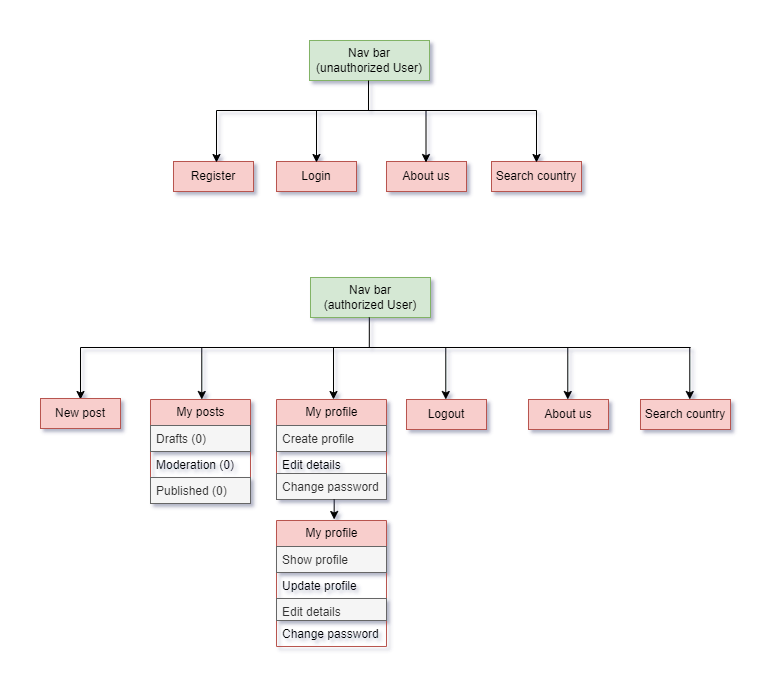 Nav bar
(unauthorized User)
Register
Login
About us
Search country
Nav bar
(authorized User)
New post
My posts
Drafts (0)
Moderation (0)
Published (0)
My profile
Create profile
Edit details
Change password
Logout
About us
Search country
My profile
Show profile
Update profile
Edit details
Change password